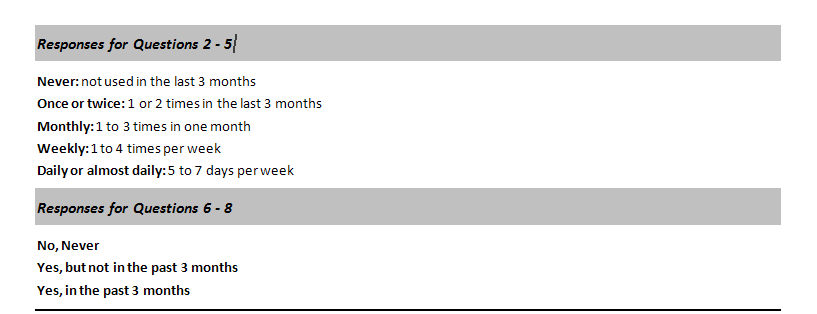 Responses for Questions 2 - 5
Never: not used in the last 3 months
Once or twice: 1 or 2 times in the last 3 months
Monthly: 1 to 3 times in one month
Weekly: 1 to 4 times per week
Daily or almost daily: 5 to 7 days per week
Responses for Questions 6 - 8
No, Never
Yes, but not in the past 3 months
Yes, in the past 3 months